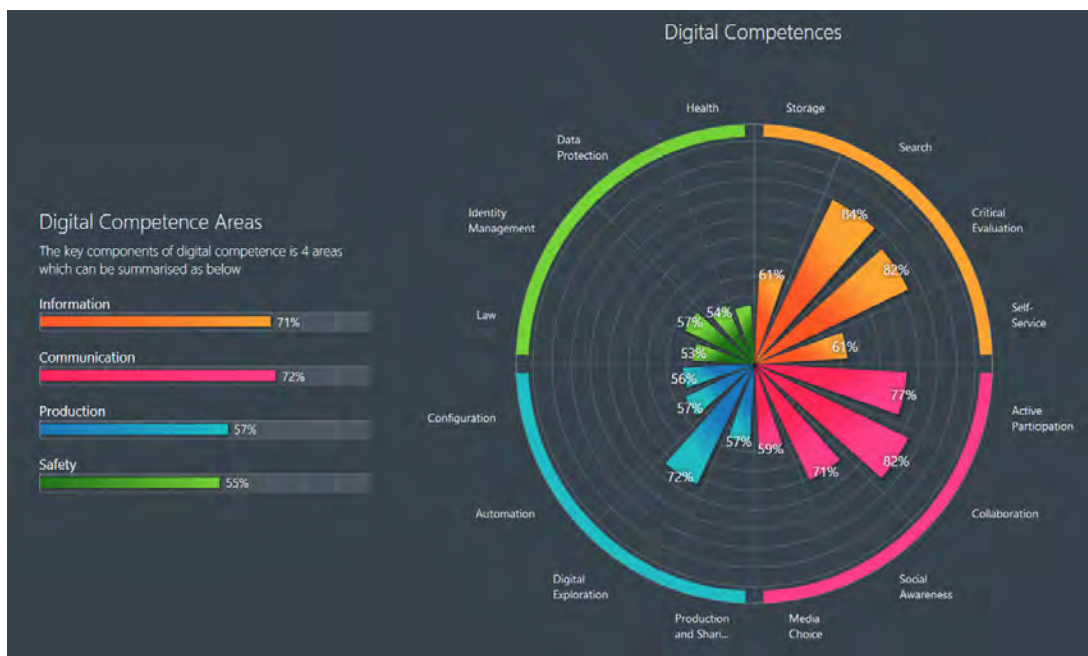 Digital Competences
Digital Competence Areas
The key components of digital competence is 4 areas
which can be summarised as below
Information
71%
Communication
72%
Production
57%
Safety
55%
Health
Storage
Data
Protection
Search
Identity
Management
Critical
Evaluation
Law
Self-
Service
Configuration
Active
Participation
Automation
Collaboration
Digital
Exploration
Social
Awareness
Production
and Shari...
Media
Choice
84%
82%
61%
61%
54%
57%
53%
56%
57%
72%
57%
59%
71%
82%
77%